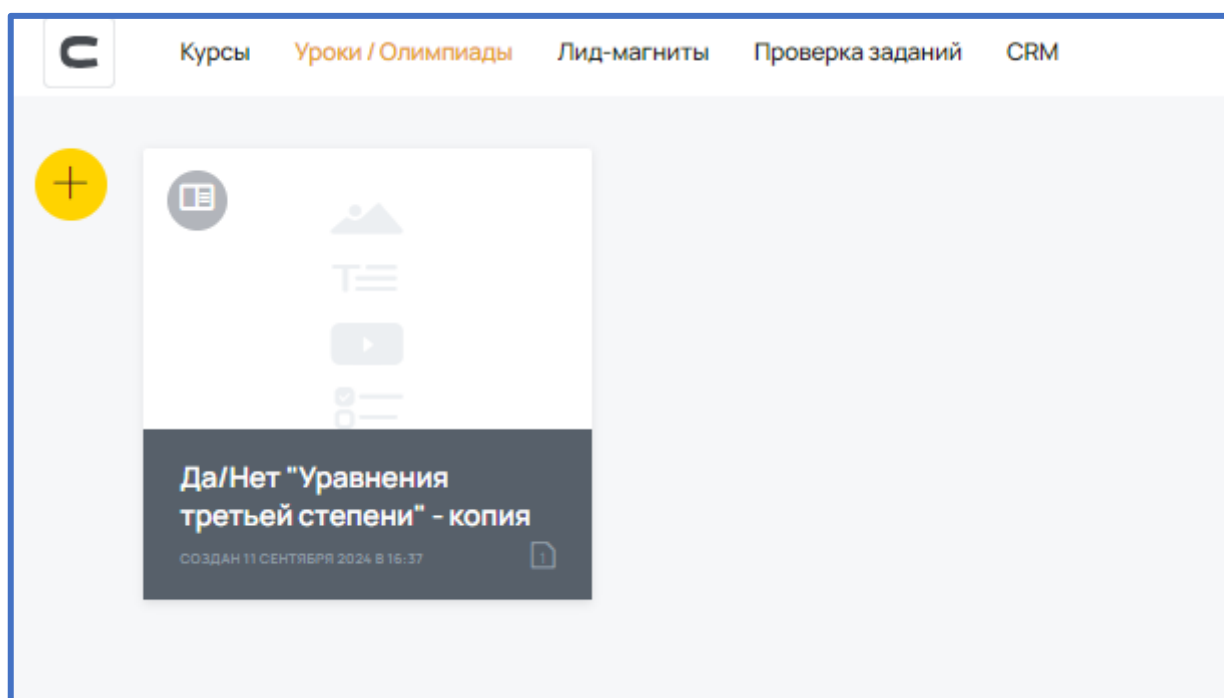 Курсы Уроки / Олимпиады Лид-магниты Проверка заданий CRM
Да/Нет "Уравнения
третьей степени" - копия
СОЗДАН 11 СЕНТЯБРЯ 2024 В 16:37 1